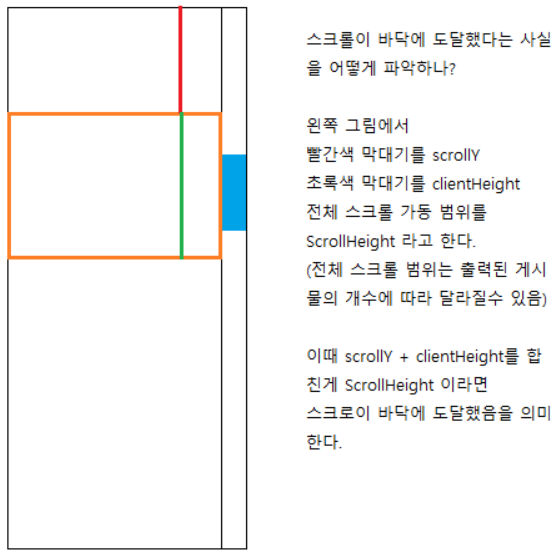 스크롤이 바닥에 도달했다는 사실
을 어떻게 파악하나?
왼쪽 그림에서
빨간색 막대기를 scrollY
초록색 막대기를 clientHeight
전체 스크롤 가동 범위를
ScrollHeight 라고 한다.
(전체 스크롤 범위는 출력된 게시
물의 개수에 따라 달라질수 있음)
이때 scrollY + clientHeight를 합
친게 ScrollHeight 이라면
스크로이 바닥에 도달했음을 의미
한다.